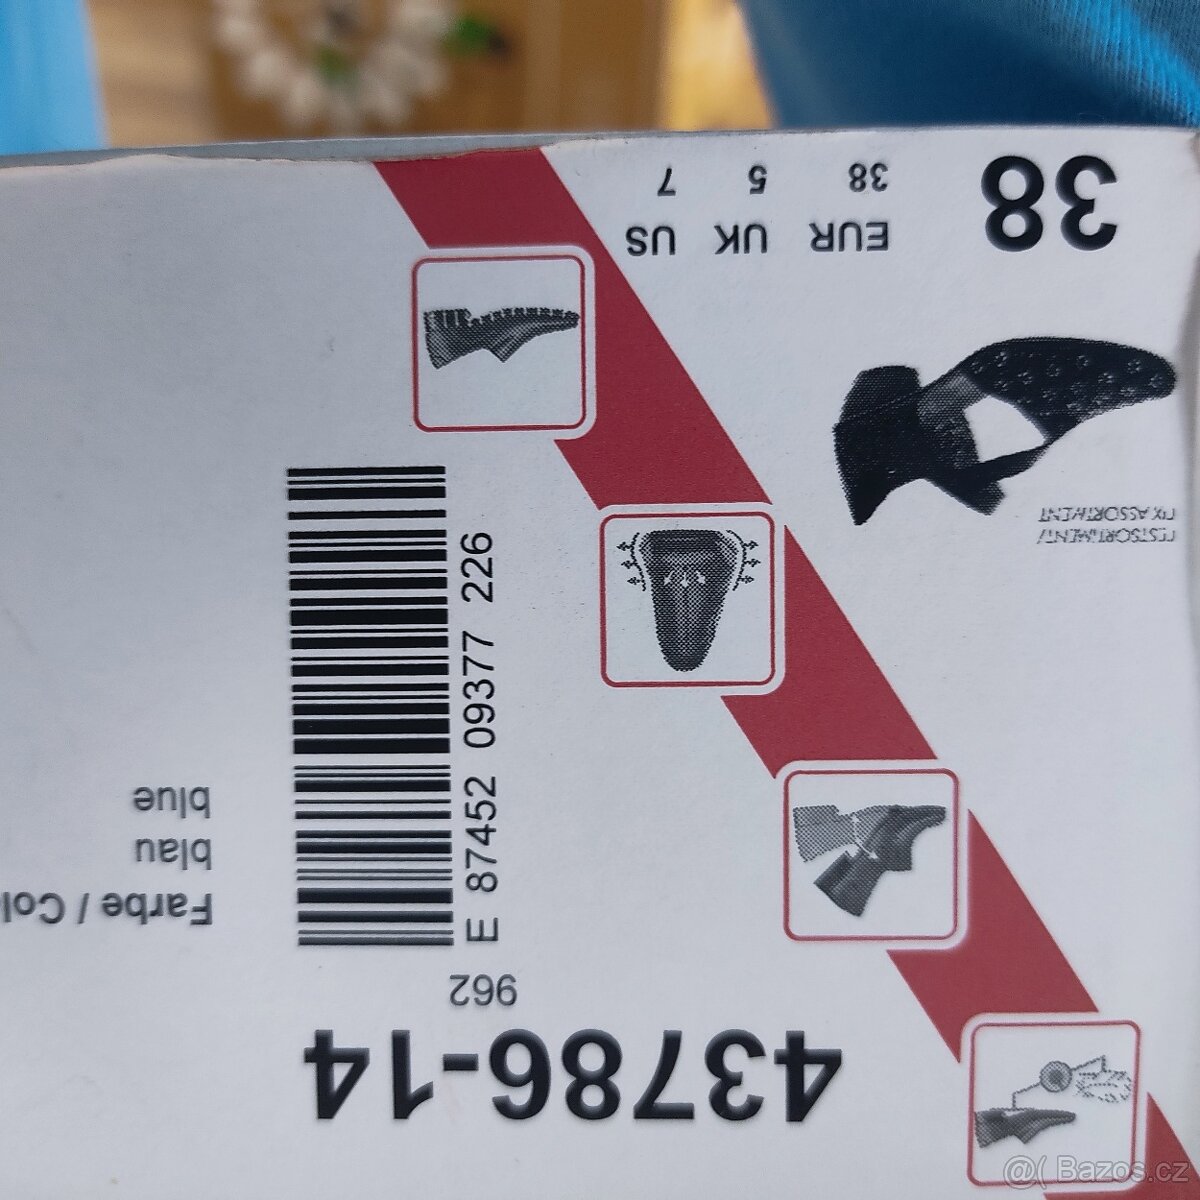 43786-14
962
E 87452 09377 226
Farbe / Col
blau
blue
38
EUR UK US
38 5 7
@( Bazos.cz